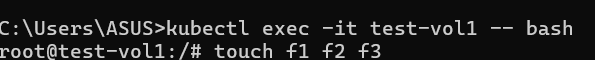 C:\Users\ASUS>kubectl exec -it test-vol1 -- bash
root@test-vol1:/# touch f1 f2 f3